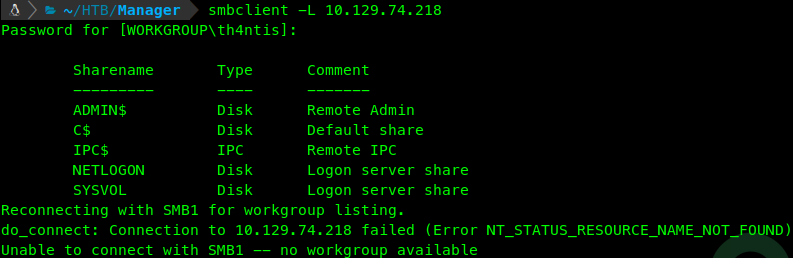 ~/HTB/Manager smbclient -L 10.129.74.218
Password for [WORKGROUP\th4ntis]:
Sharename Type Comment
--------- ---- -------
ADMIN$ Disk Remote Admin
C$ Disk Default share
IPC$ IPC Remote IPC
NETLOGON Disk Logon server share
SYSVOL Disk Logon server share
Reconnecting with SMB1 for workgroup listing.
do_connect: Connection to 10.129.74.218 failed (Error NT_STATUS_RESOURCE_NAME_NOT_FOUND)
Unable to connect with SMB1 -- no workgroup available